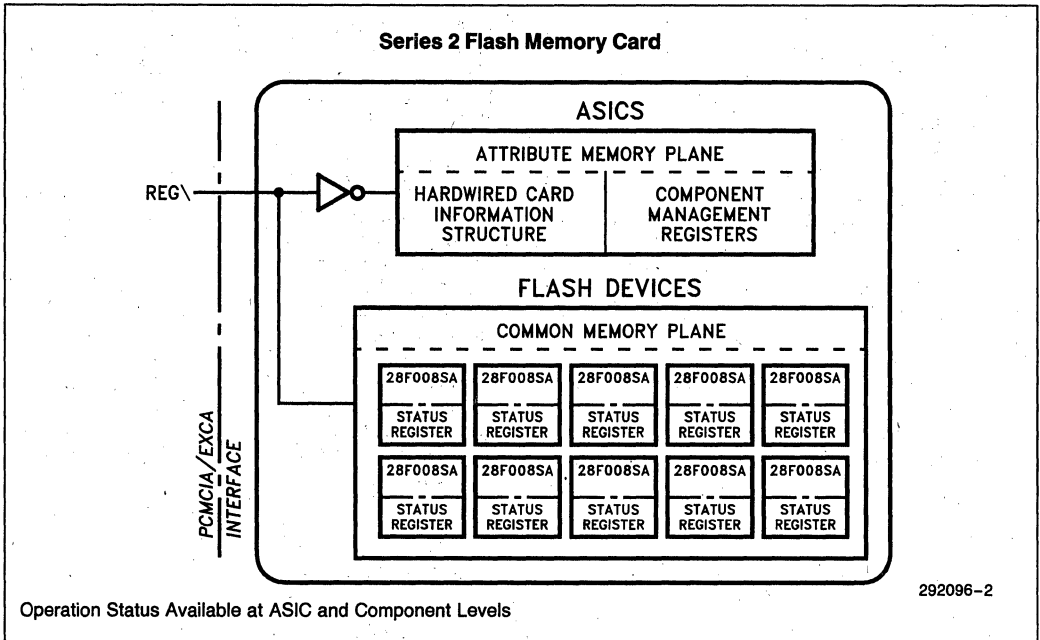 Series 2 Flash Memory Card
ASICS
ATTRIBUTE MEMORY PLANE
REG\
HARDWIRED CARD
INFORMATION
STRUCTURE
COMPONENT
MANAGEMENT
REGISTERS
FLASH DEVICES
COMMON MEMORY PLANE
28F008SA 28F008SA 28F008SA 28F008SA 28F008SA
STATUS STATUS STATUS STATUS STATUS
REGISTER REGISTER REGISTER REGISTER REGISTER
28F008SA 28F008SA 28F008SA 28F008SA 28F008SA
STATUS STATUS STATUS STATUS STATUS
REGISTER REGISTER REGISTER REGISTER REGISTER
PCMCIA/EXCA
INTERFACE
292096-2
Operation Status Available at ASIC and Component Levels